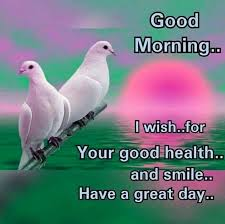 Good
Morning..
I wish..for
Your good health..
and smile..
Have a great day..